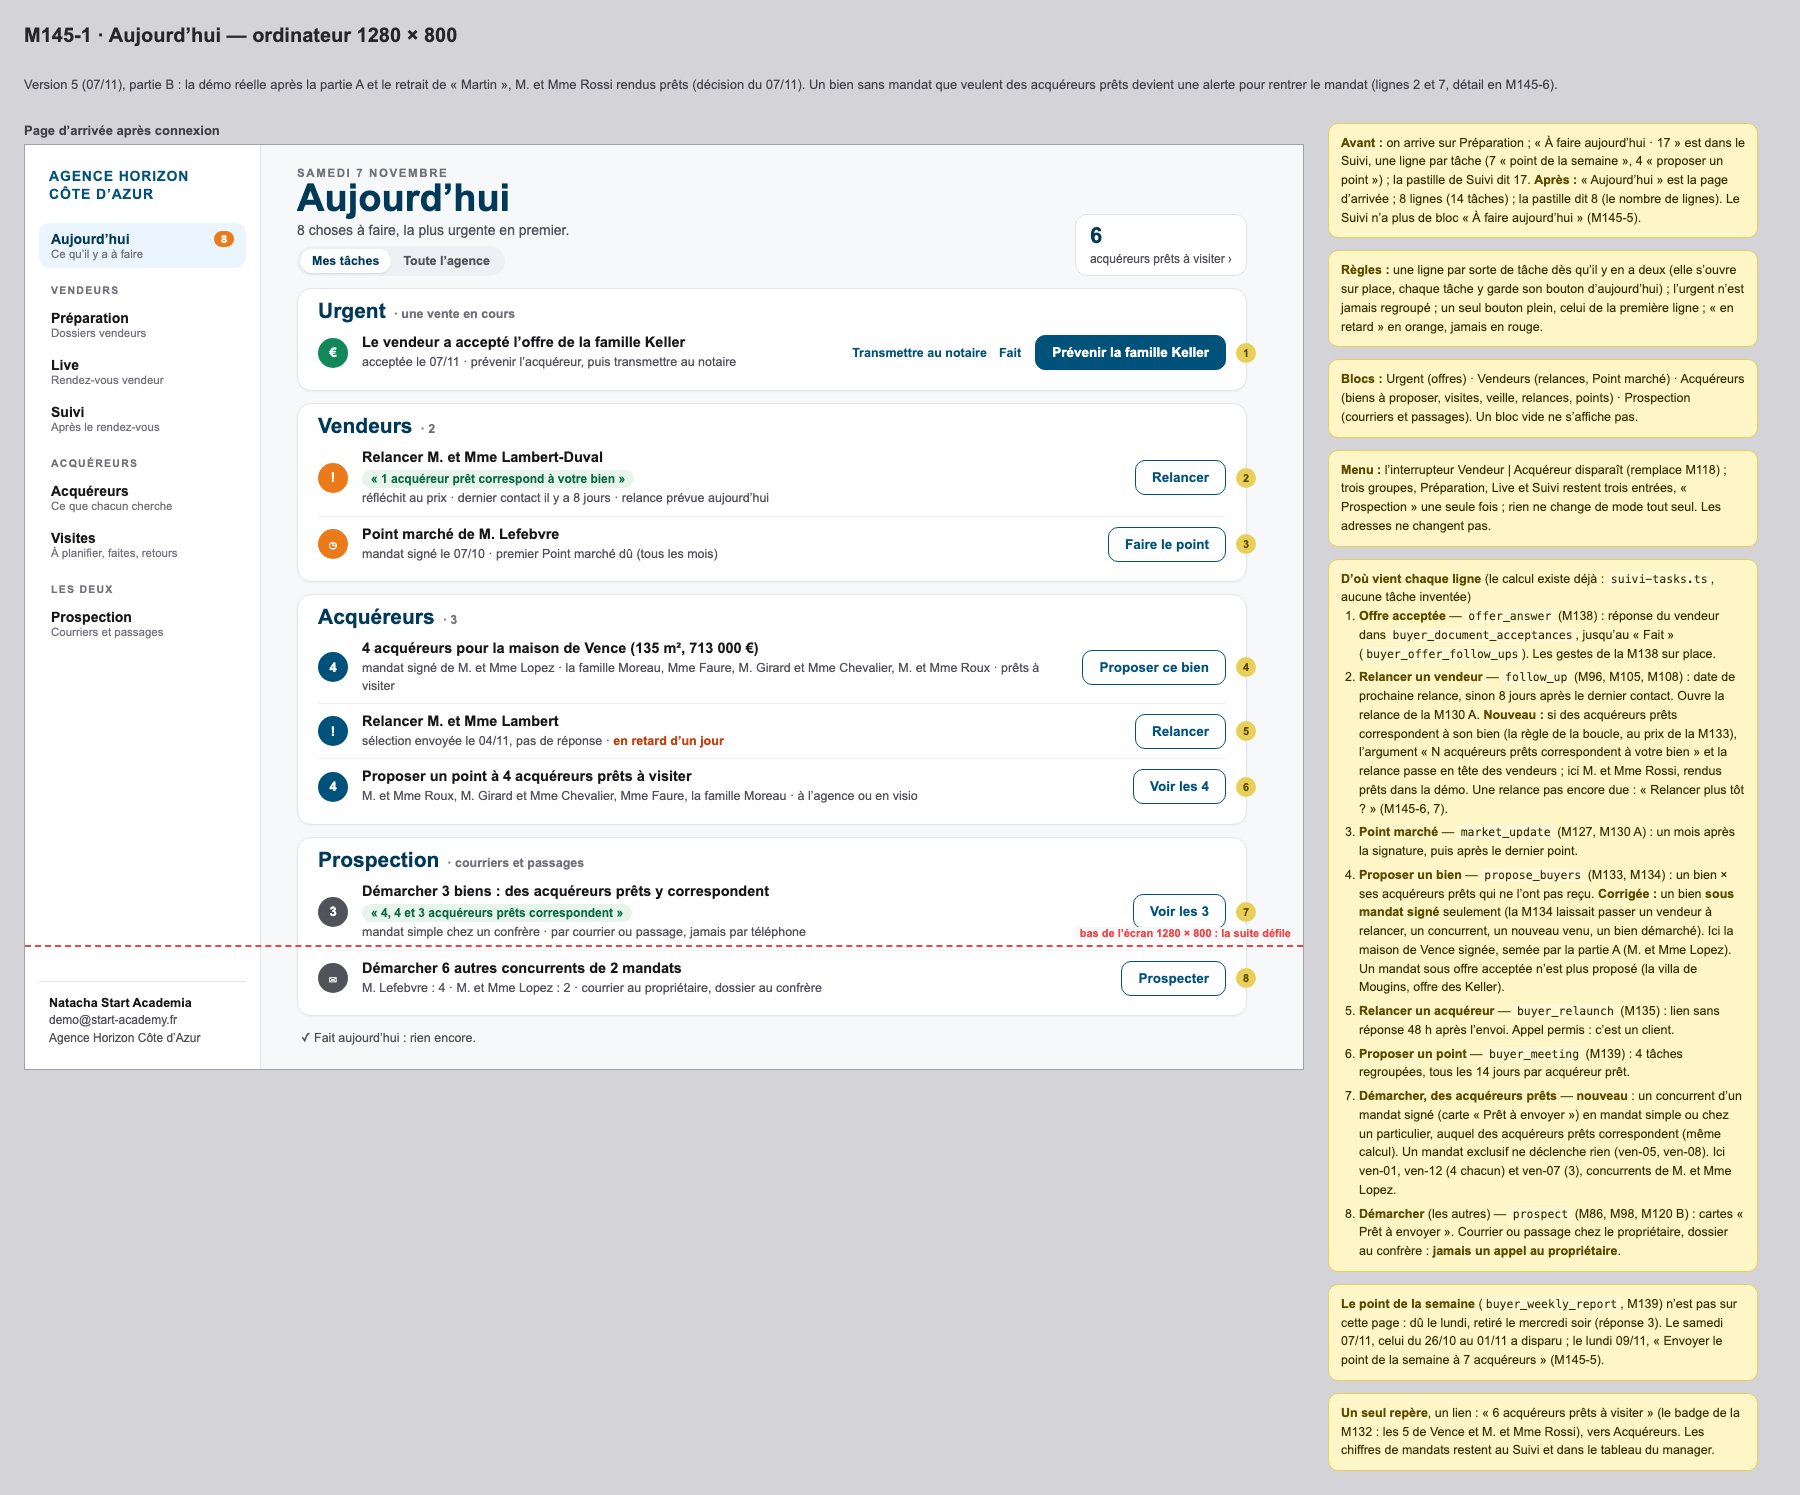 M145-1 · Aujourd’hui — ordinateur 1280 × 800
Version 5 (07/11), partie B : la démo réelle après la partie A et le retrait de « Martin », M. et Mme Rossi rendus prêts (décision du 07/11). Un bien sans mandat que veulent des acquéreurs prêts devient une alerte pour rentrer le mandat (lignes 2 et 7, détail en M145-6).
Page d’arrivée après connexion
AGENCE HORIZON
CÔTE D’AZUR
Aujourd’hui
8
Ce qu’il y a à faire
VENDEURS
Préparation
Dossiers vendeurs
Live
Rendez-vous vendeur
Suivi
Après le rendez-vous
ACQUÉREURS
Acquéreurs
Ce que chacun cherche
Visites
À planifier, faites, retours
LES DEUX
Prospection
Courriers et passages
Natacha Start Academia
demo@start-academy.fr
Agence Horizon Côte d’Azur
SAMEDI 7 NOVEMBRE
Aujourd’hui
8 choses à faire, la plus urgente en premier.
Mes tâches
Toute l’agence
6
acquéreurs prêts à visiter ›
Urgent · une vente en cours
€
Le vendeur a accepté l’offre de la famille Keller
acceptée le 07/11 · prévenir l’acquéreur, puis transmettre au notaire
Transmettre au notaire
Fait
Prévenir la famille Keller
1
Vendeurs · 2
!
Relancer M. et Mme Lambert-Duval
« 1 acquéreur prêt correspond à votre bien »
réfléchit au prix · dernier contact il y a 8 jours · relance prévue aujourd’hui
Relancer
2
Point marché de M. Lefebvre
mandat signé le 07/10 · premier Point marché dû (tous les mois)
Faire le point
3
Acquéreurs · 3
4
4 acquéreurs pour la maison de Vence (135 m², 713 000 €)
mandat signé de M. et Mme Lopez · la famille Moreau, Mme Faure, M. Girard et Mme Chevalier, M. et Mme Roux · prêts à
visiter
Proposer ce bien
4
!
Relancer M. et Mme Lambert
sélection envoyée le 04/11, pas de réponse · en retard d’un jour
Relancer
5
4
Proposer un point à 4 acquéreurs prêts à visiter
M. et Mme Roux, M. Girard et Mme Chevalier, Mme Faure, la famille Moreau · à l’agence ou en visio
Voir les 4
6
Prospection · courriers et passages
3
Démarcher 3 biens : des acquéreurs prêts y correspondent
« 4, 4 et 3 acquéreurs prêts correspondent »
mandat simple chez un confrère · par courrier ou passage, jamais par téléphone
Voir les 3
7
bas de l’écran 1280 × 800 : la suite défile
Démarcher 6 autres concurrents de 2 mandats
M. Lefebvre : 4 · M. et Mme Lopez : 2 · courrier au propriétaire, dossier au confrère
Prospecter
8
✓ Fait aujourd’hui : rien encore.
Avant : on arrive sur Préparation ; « À faire aujourd’hui · 17 » est dans le
Suivi, une ligne par tâche (7 « point de la semaine », 4 « proposer un
point ») ; la pastille de Suivi dit 17. Après : « Aujourd’hui » est la page
d’arrivée ; 8 lignes (14 tâches) ; la pastille dit 8 (le nombre de lignes). Le
Suivi n’a plus de bloc « À faire aujourd’hui » (M145-5).
Règles : une ligne par sorte de tâche dès qu’il y en a deux (elle s’ouvre
sur place, chaque tâche y garde son bouton d’aujourd’hui) ; l’urgent n’est
jamais regroupé ; un seul bouton plein, celui de la première ligne ; « en
retard » en orange, jamais en rouge.
Blocs : Urgent (offres) · Vendeurs (relances, Point marché) · Acquéreurs
(biens à proposer, visites, veille, relances, points) · Prospection
(courriers et passages). Un bloc vide ne s’affiche pas.
Menu : l’interrupteur Vendeur | Acquéreur disparaît (remplace M118) ;
trois groupes, Préparation, Live et Suivi restent trois entrées, «
Prospection » une seule fois ; rien ne change de mode tout seul. Les
adresses ne changent pas.
D’où vient chaque ligne (le calcul existe déjà : suivi-tasks.ts,
aucune tâche inventée)
1. Offre acceptée — offer_answer (M138) : réponse du vendeur
dans buyer_document_acceptances, jusqu’au « Fait »
(buyer_offer_follow_ups). Les gestes de la M138 sur place.
2. Relancer un vendeur — follow_up (M96, M105, M108) : date de
prochaine relance, sinon 8 jours après le dernier contact. Ouvre la
relance de la M130 A. Nouveau : si des acquéreurs prêts
correspondent à son bien (la règle de la boucle, au prix de la M133),
l’argument « N acquéreurs prêts correspondent à votre bien » et la
relance passe en tête des vendeurs ; ici M. et Mme Rossi, rendus
prêts dans la démo. Une relance pas encore due : « Relancer plus tôt
? » (M145-6, 7).
3. Point marché — market_update (M127, M130 A) : un mois après
la signature, puis après le dernier point.
4. Proposer un bien — propose_buyers (M133, M134) : un bien ×
ses acquéreurs prêts qui ne l’ont pas reçu. Corrigée : un bien sous
mandat signé seulement (la M134 laissait passer un vendeur à
relancer, un concurrent, un nouveau venu, un bien démarché). Ici la
maison de Vence signée, semée par la partie A (M. et Mme Lopez).
Un mandat sous offre acceptée n’est plus proposé (la villa de
Mougins, offre des Keller).
5. Relancer un acquéreur — buyer_relaunch (M135) : lien sans
réponse 48 h après l’envoi. Appel permis : c’est un client.
6. Proposer un point — buyer_meeting (M139) : 4 tâches
regroupées, tous les 14 jours par acquéreur prêt.
7. Démarcher, des acquéreurs prêts — nouveau : un concurrent d’un
mandat signé (carte « Prêt à envoyer ») en mandat simple ou chez
un particulier, auquel des acquéreurs prêts correspondent (même
calcul). Un mandat exclusif ne déclenche rien (ven-05, ven-08). Ici
ven-01, ven-12 (4 chacun) et ven-07 (3), concurrents de M. et Mme
Lopez.
8. Démarcher (les autres) — prospect (M86, M98, M120 B) : cartes «
Prêt à envoyer ». Courrier ou passage chez le propriétaire, dossier
au confrère : jamais un appel au propriétaire.
Le point de la semaine (buyer_weekly_report, M139) n’est pas sur
cette page : dû le lundi, retiré le mercredi soir (réponse 3). Le samedi
07/11, celui du 26/10 au 01/11 a disparu ; le lundi 09/11, « Envoyer le
point de la semaine à 7 acquéreurs » (M145-5).
Un seul repère, un lien : « 6 acquéreurs prêts à visiter » (le badge de la
M132 : les 5 de Vence et M. et Mme Rossi), vers Acquéreurs. Les
chiffres de mandats restent au Suivi et dans le tableau du manager.